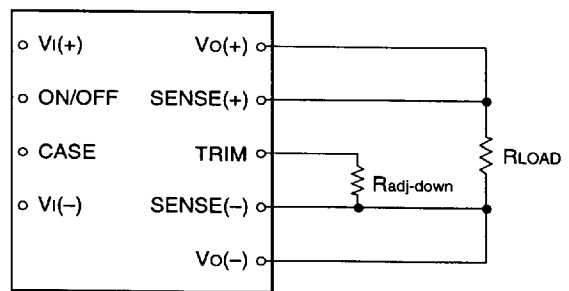 VI(+)
VO(+)
ON/OFF
SENSE(+)
CASE
TRIM
RLOAD
Radj-down
VI(–)
SENSE(–)
VO(–)